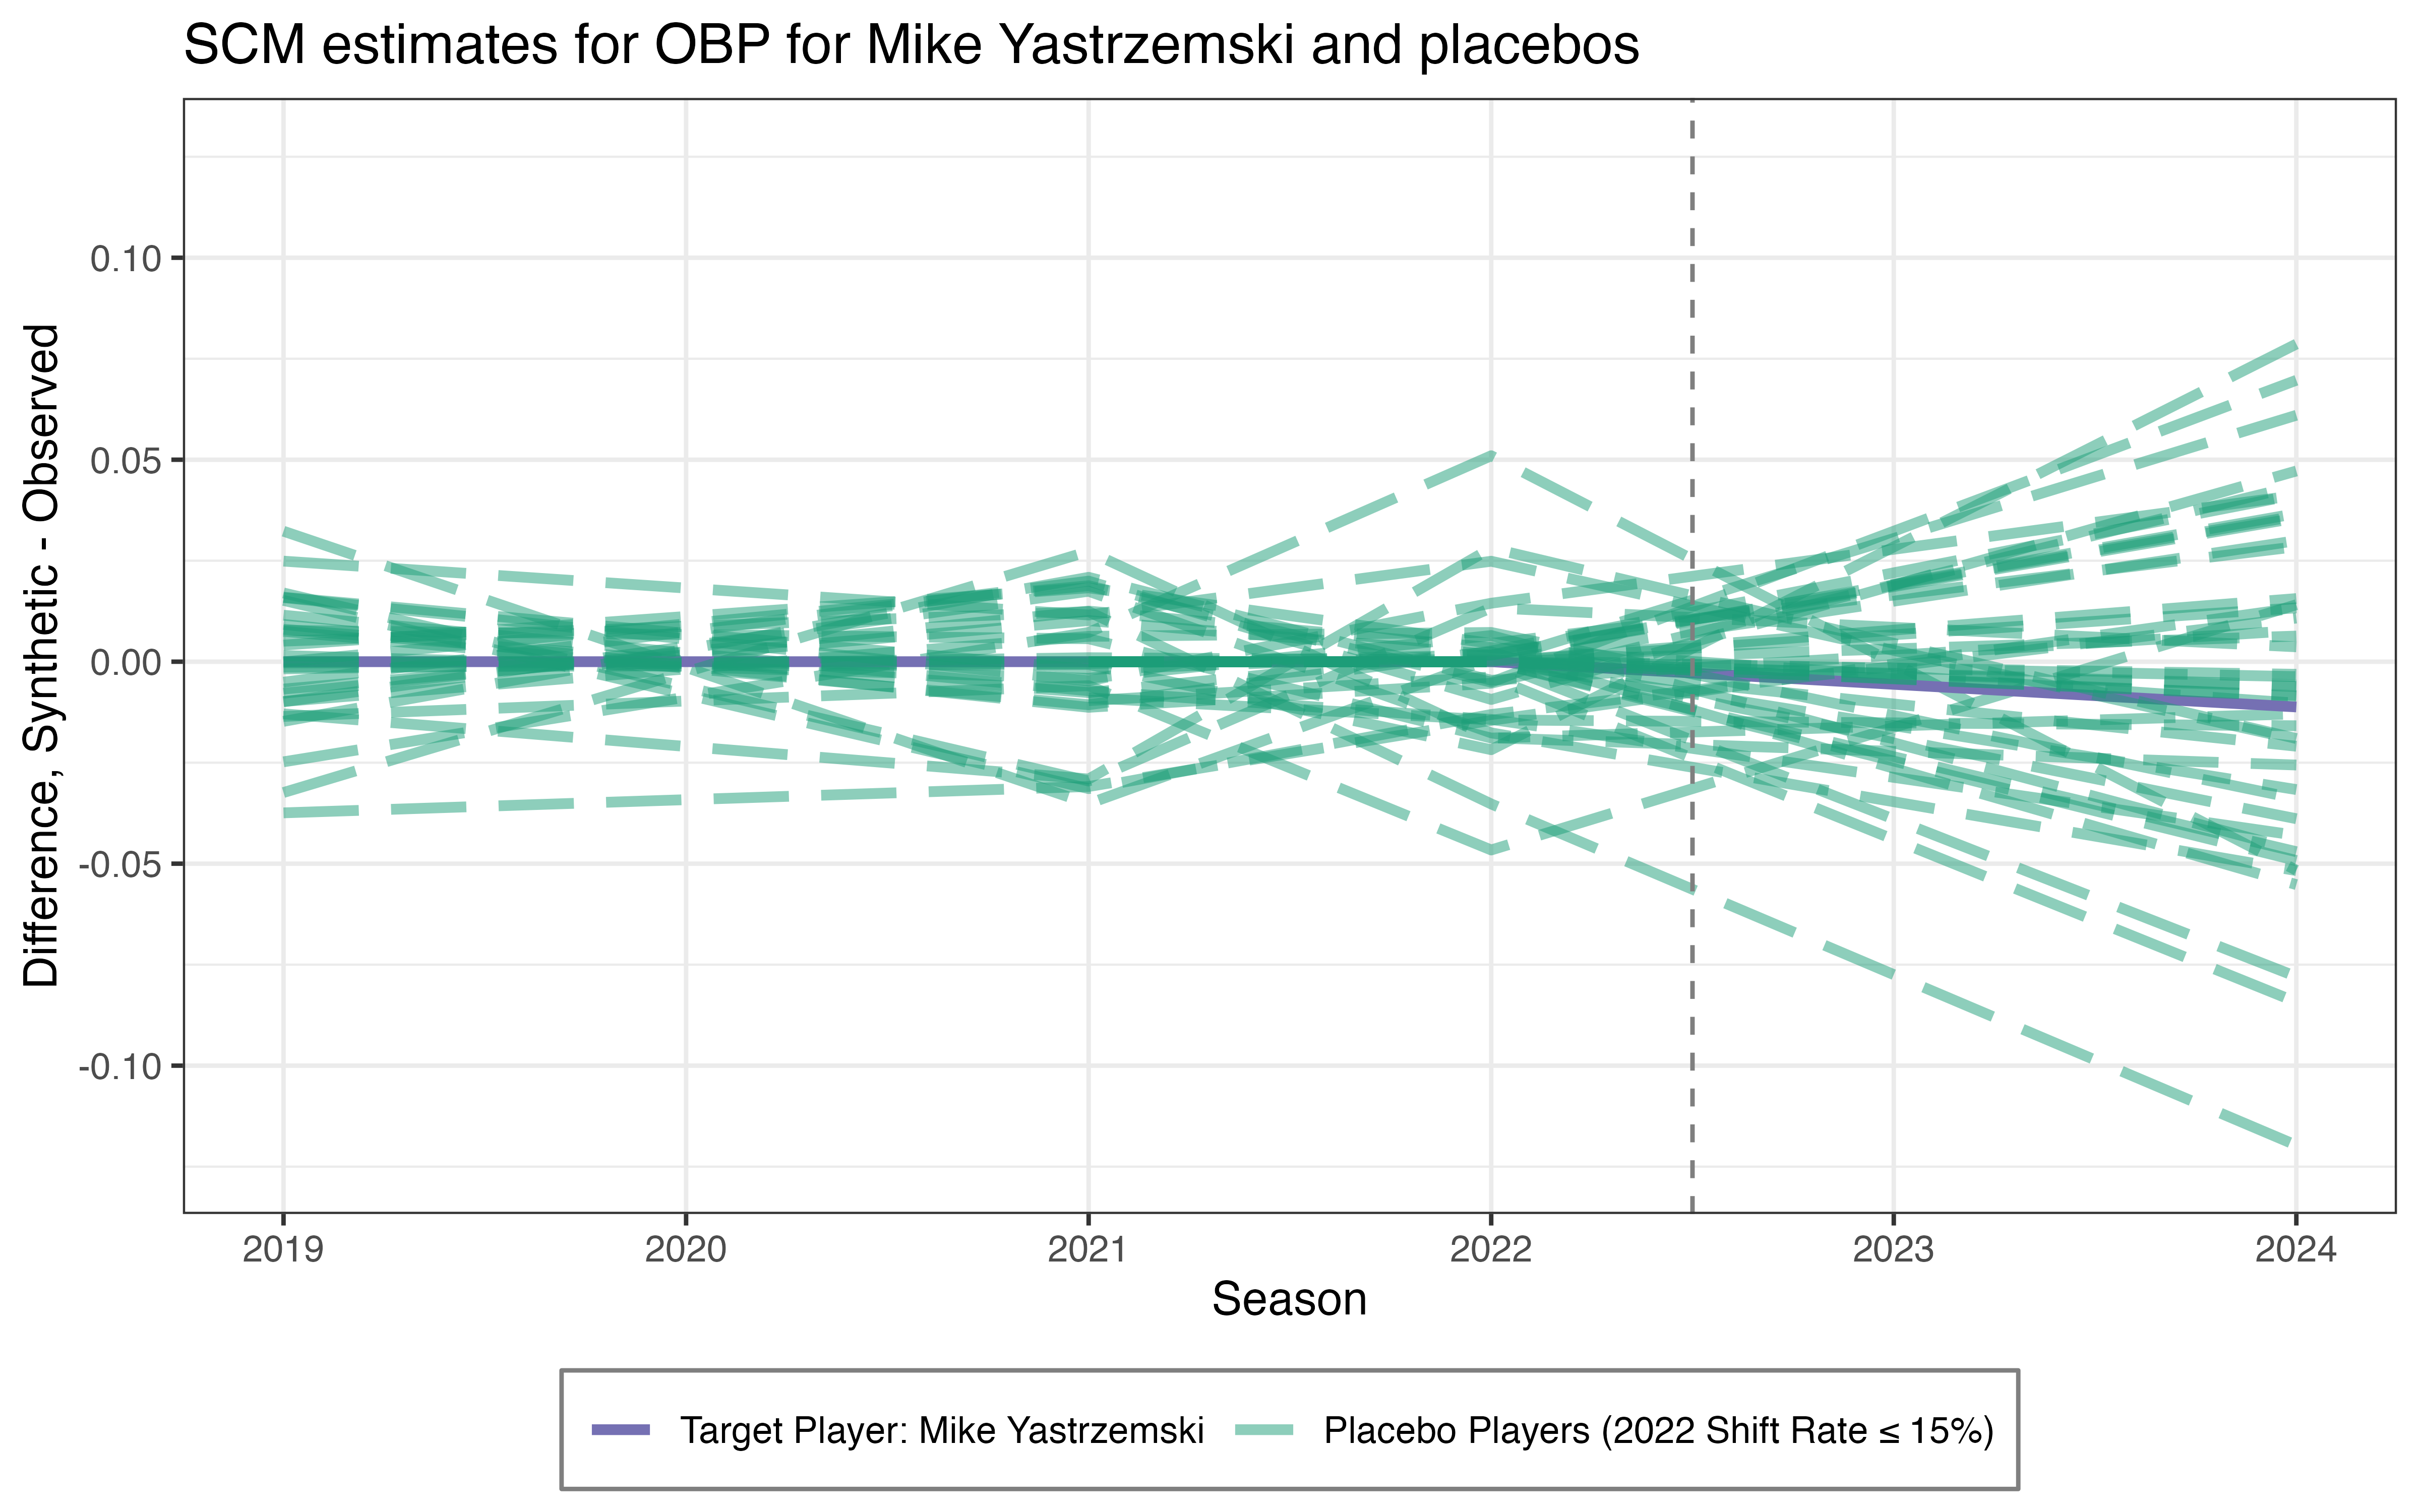 SCM estimates for OBP for Mike Yastrzemski and placebos
Difference, Synthetic - Observed
0.10
0.05
0.00
-0.05
-0.10
2019 2020 2021 2022 2023 2024
Season
Target Player: Mike Yastrzemski Placebo Players (2022 Shift Rate ≤ 15%)